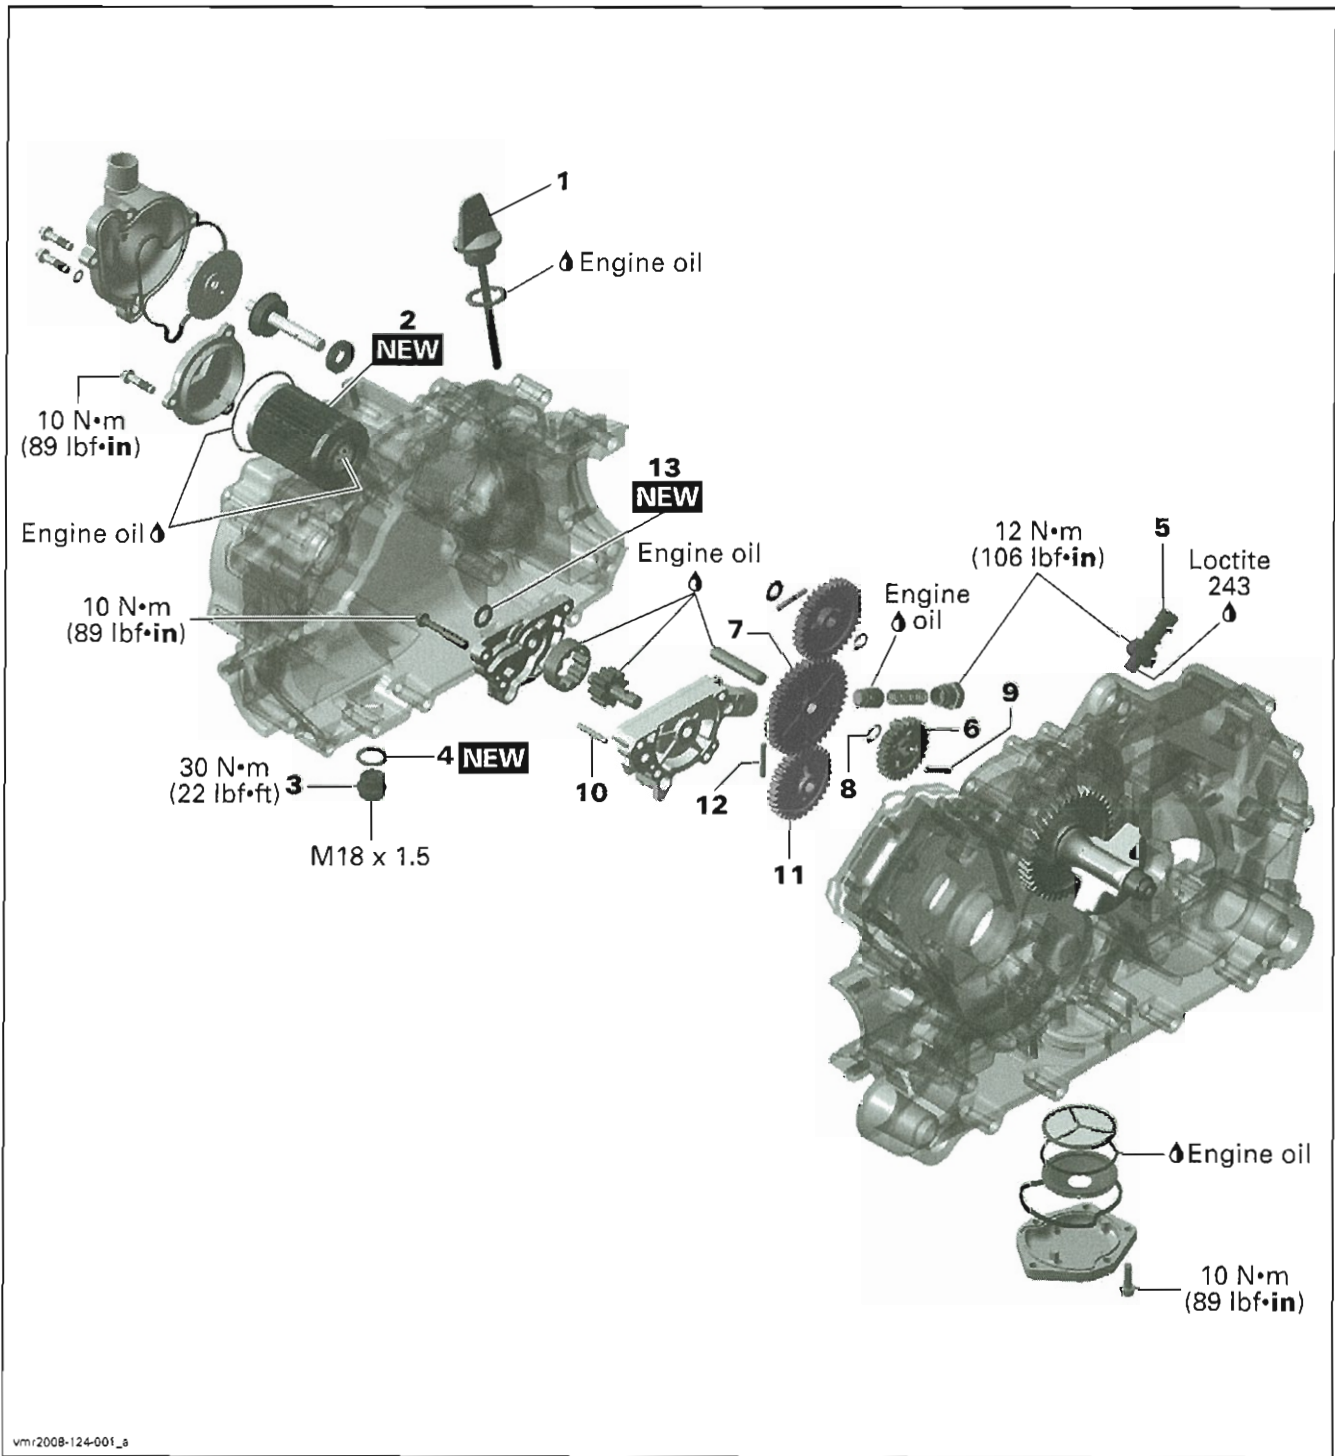 1
Engine oil
2
NEW
10 N•m
(89 lbf•in)
13
NEW
Engine oil
Engine oil
12 N•m
(106 lbf•in)
5
Loctite
243
10 N•m
(89 lbf•in)
7
Engine
oil
9
6
4 NEW
30 N•m
(22 lbf•ft) 3
10
12
8
M18 x 1.5
11
Engine oil
10 N•m
(89 lbf•in)
vmr2008-124-001_a